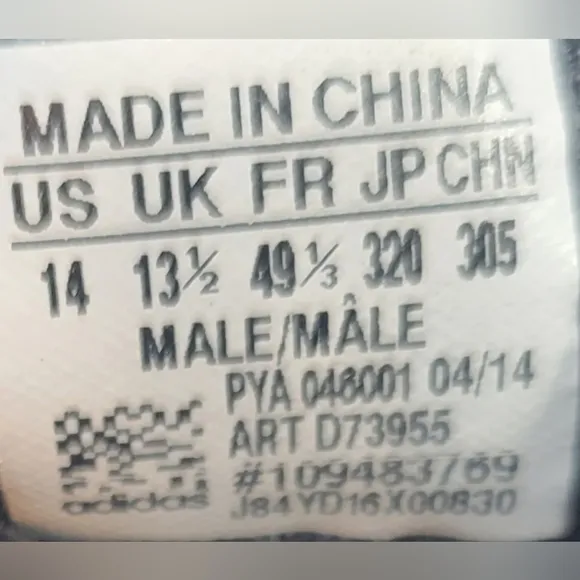 MADE IN CHINA
US UK FR JP CHN
14 13½ 49⅓ 320 305
MALE/MÂLE
PYA 046001 04/14
ART D73955
#109483769
J84YD16X00830
adidas